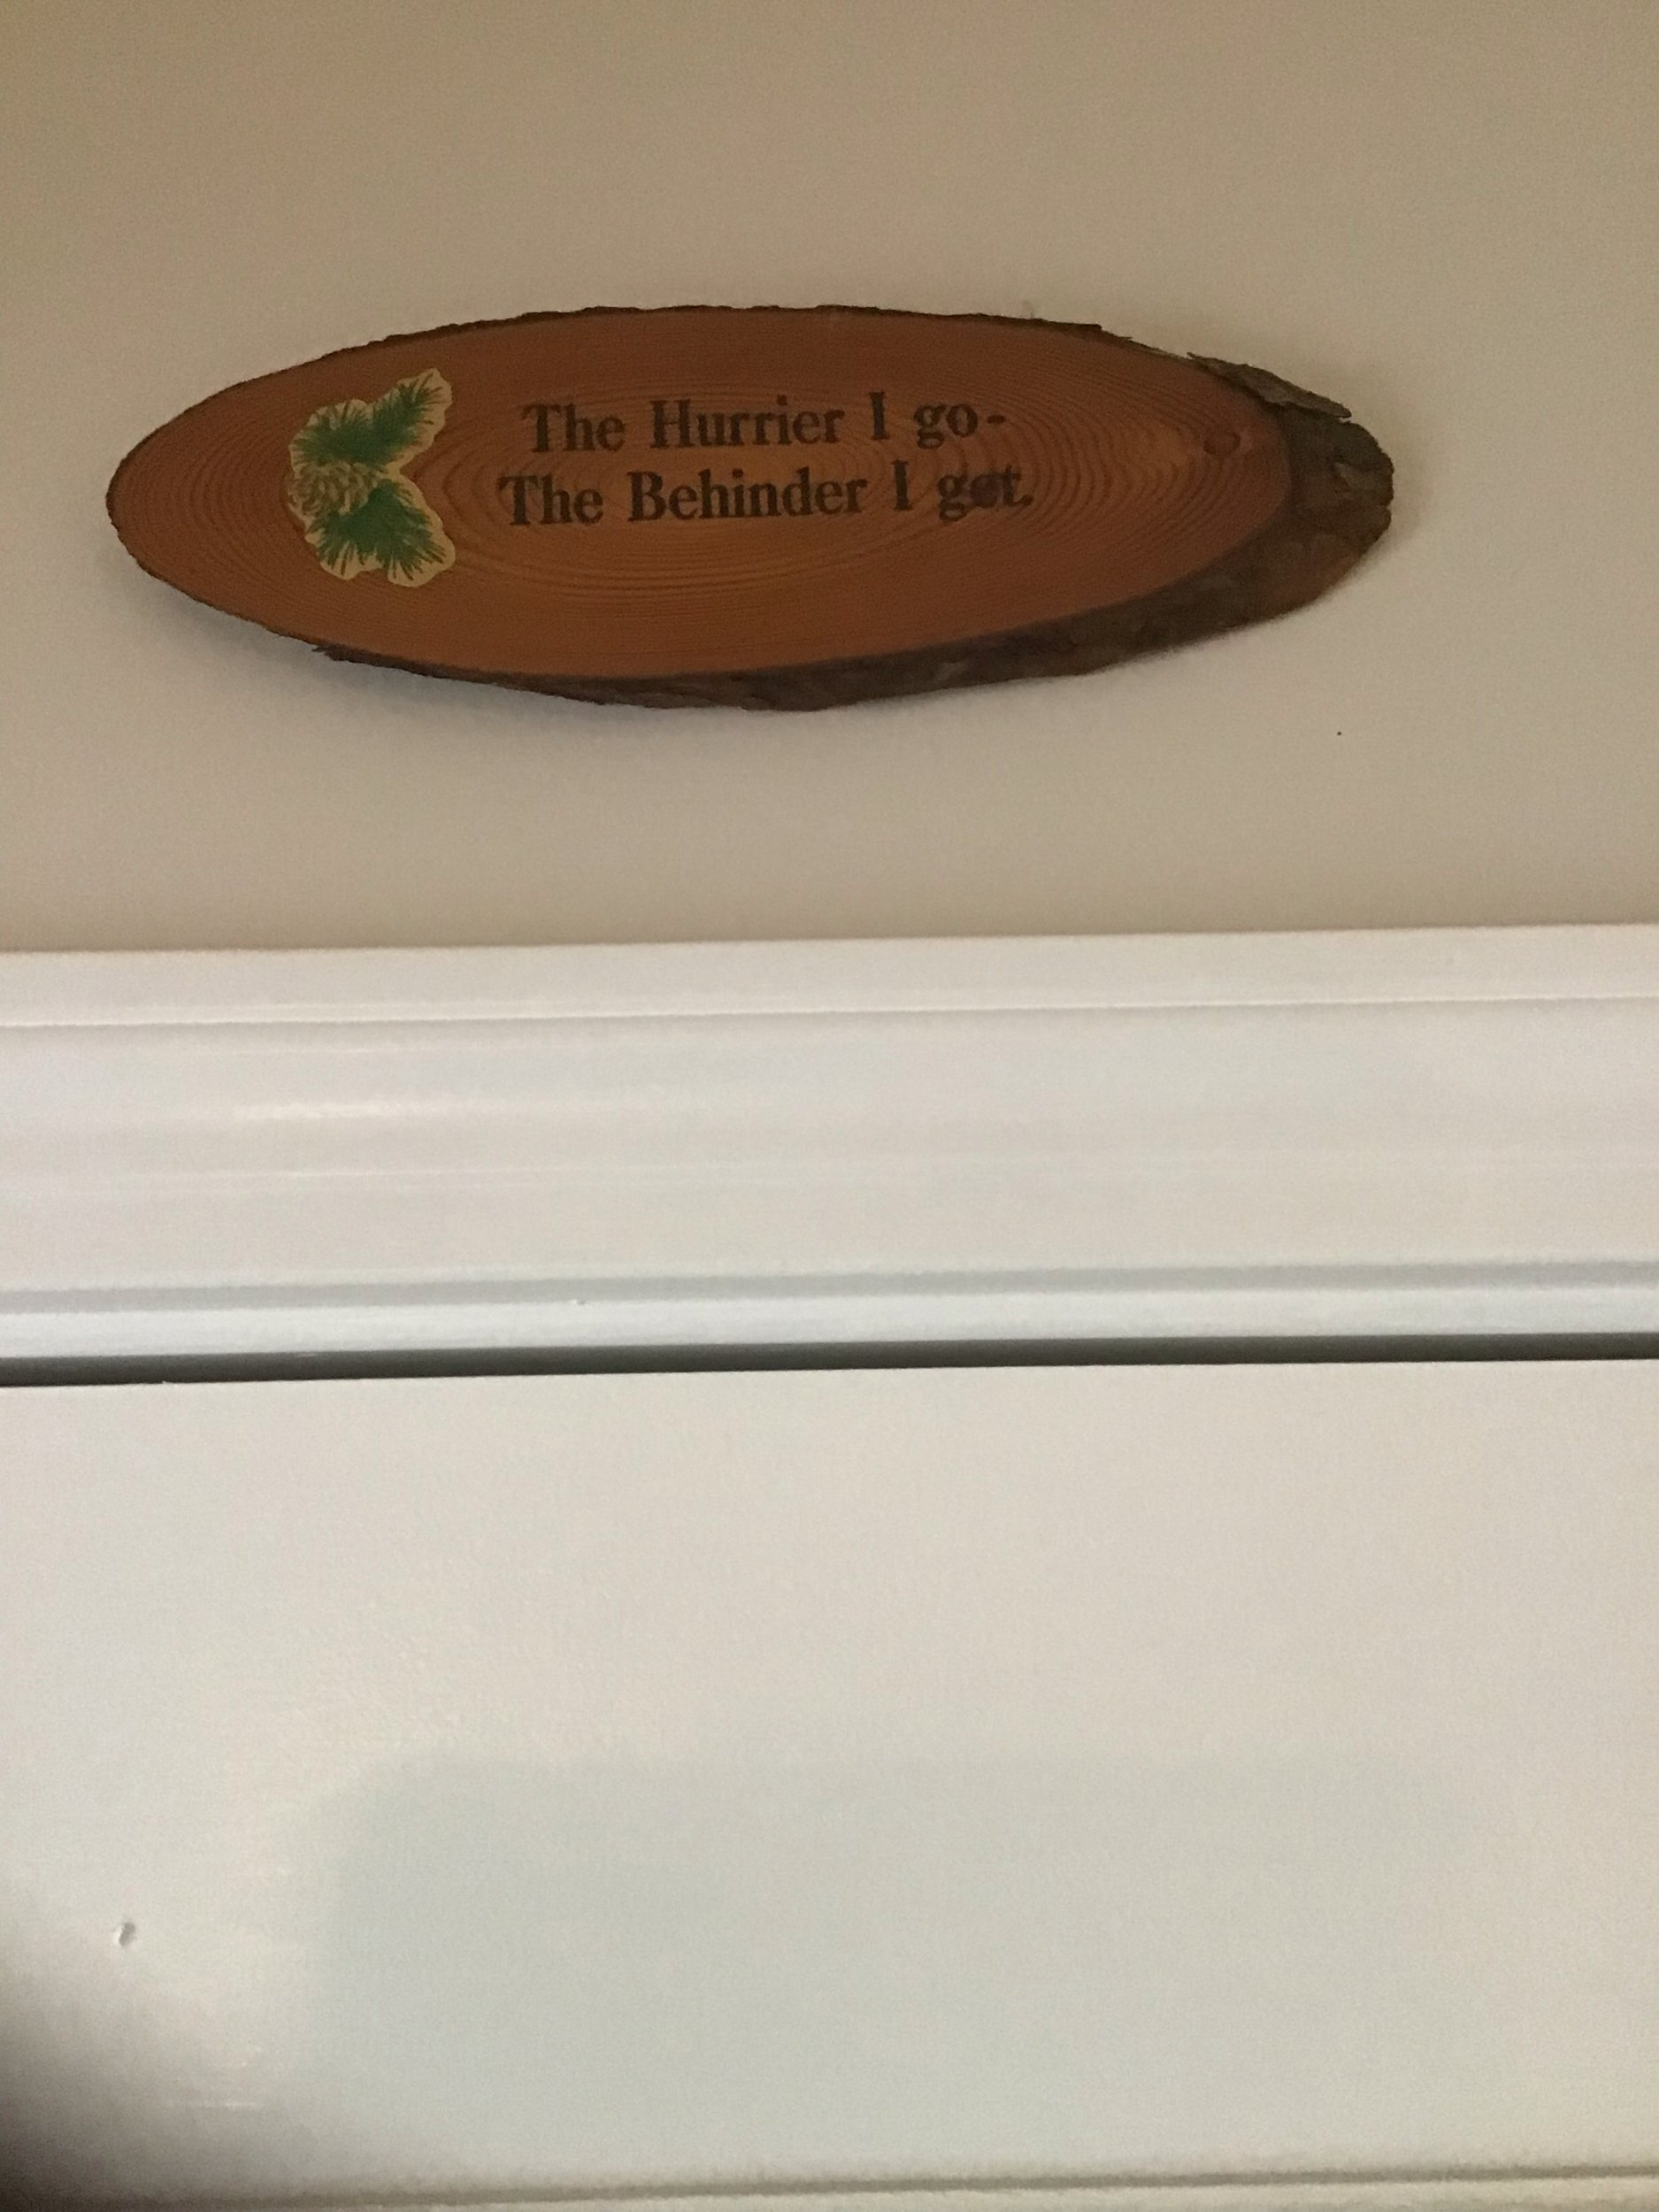 The Hurrier I go-
The Behinder I get.